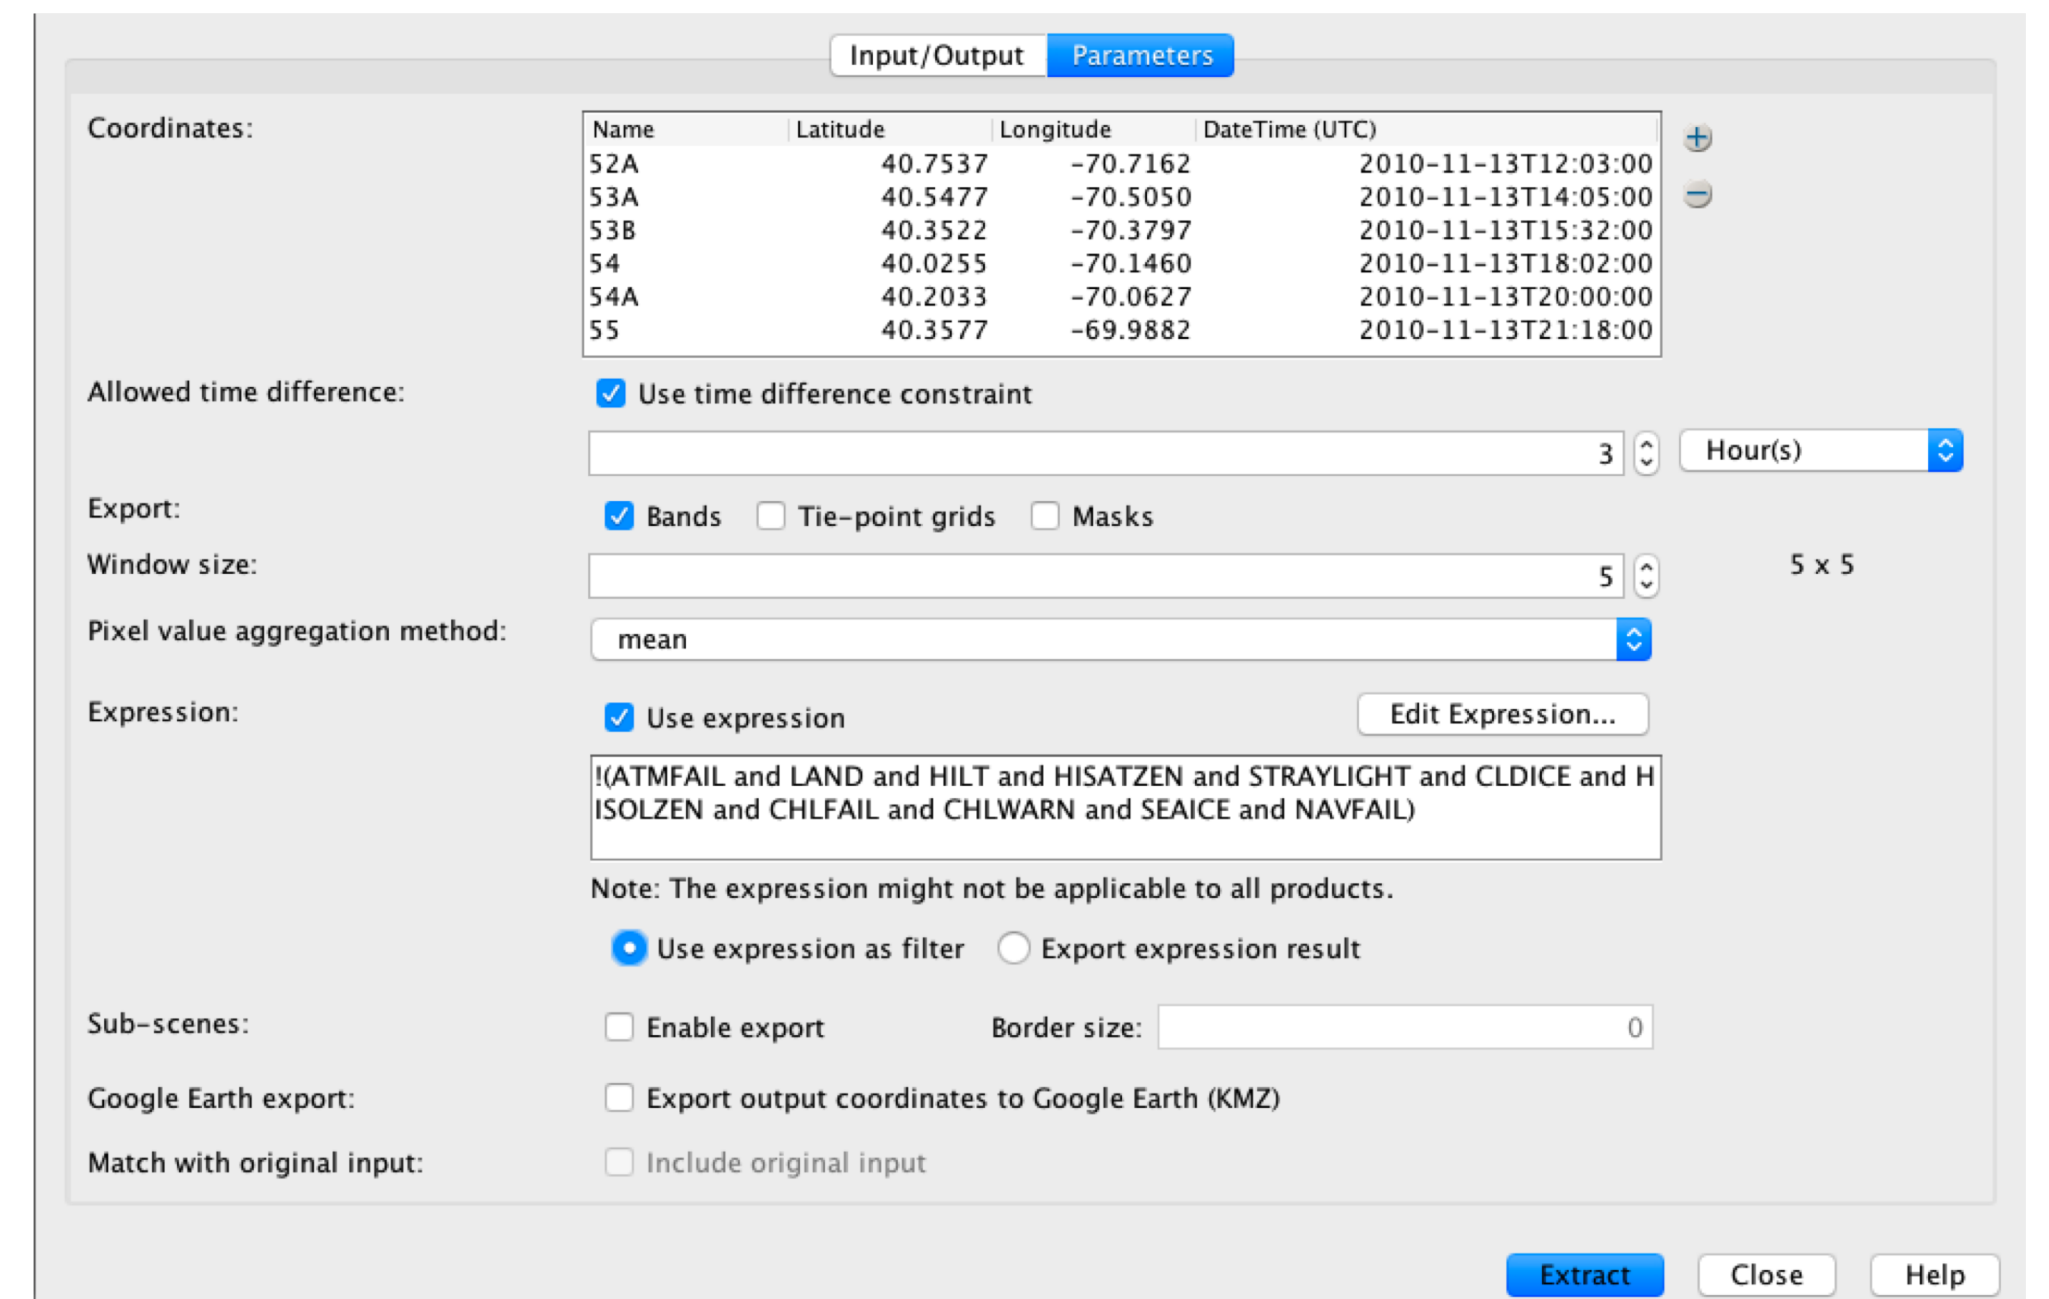 Input/Output Parameters
Coordinates:
Name Latitude Longitude DateTime (UTC)
52A 40.7537 -70.7162 2010-11-13T12:03:00
53A 40.5477 -70.5050 2010-11-13T14:05:00
53B 40.3522 -70.3797 2010-11-13T15:32:00
54 40.0255 -70.1460 2010-11-13T18:02:00
54A 40.2033 -70.0627 2010-11-13T20:00:00
55 40.3577 -69.9882 2010-11-13T21:18:00
Allowed time difference: Use time difference constraint
3 Hour(s)
Export: Bands Tie-point grids Masks
Window size: 5 5 x 5
Pixel value aggregation method: mean
Expression: Use expression Edit Expression...
!(ATMFAIL and LAND and HILT and HISATZEN and STRAYLIGHT and CLDICE and H
ISOLZEN and CHLFAIL and CHLWARN and SEAICE and NAVFAIL)
Note: The expression might not be applicable to all products.
Use expression as filter Export expression result
Sub-scenes: Enable export Border size: 0
Google Earth export: Export output coordinates to Google Earth (KMZ)
Match with original input: Include original input
Extract Close Help